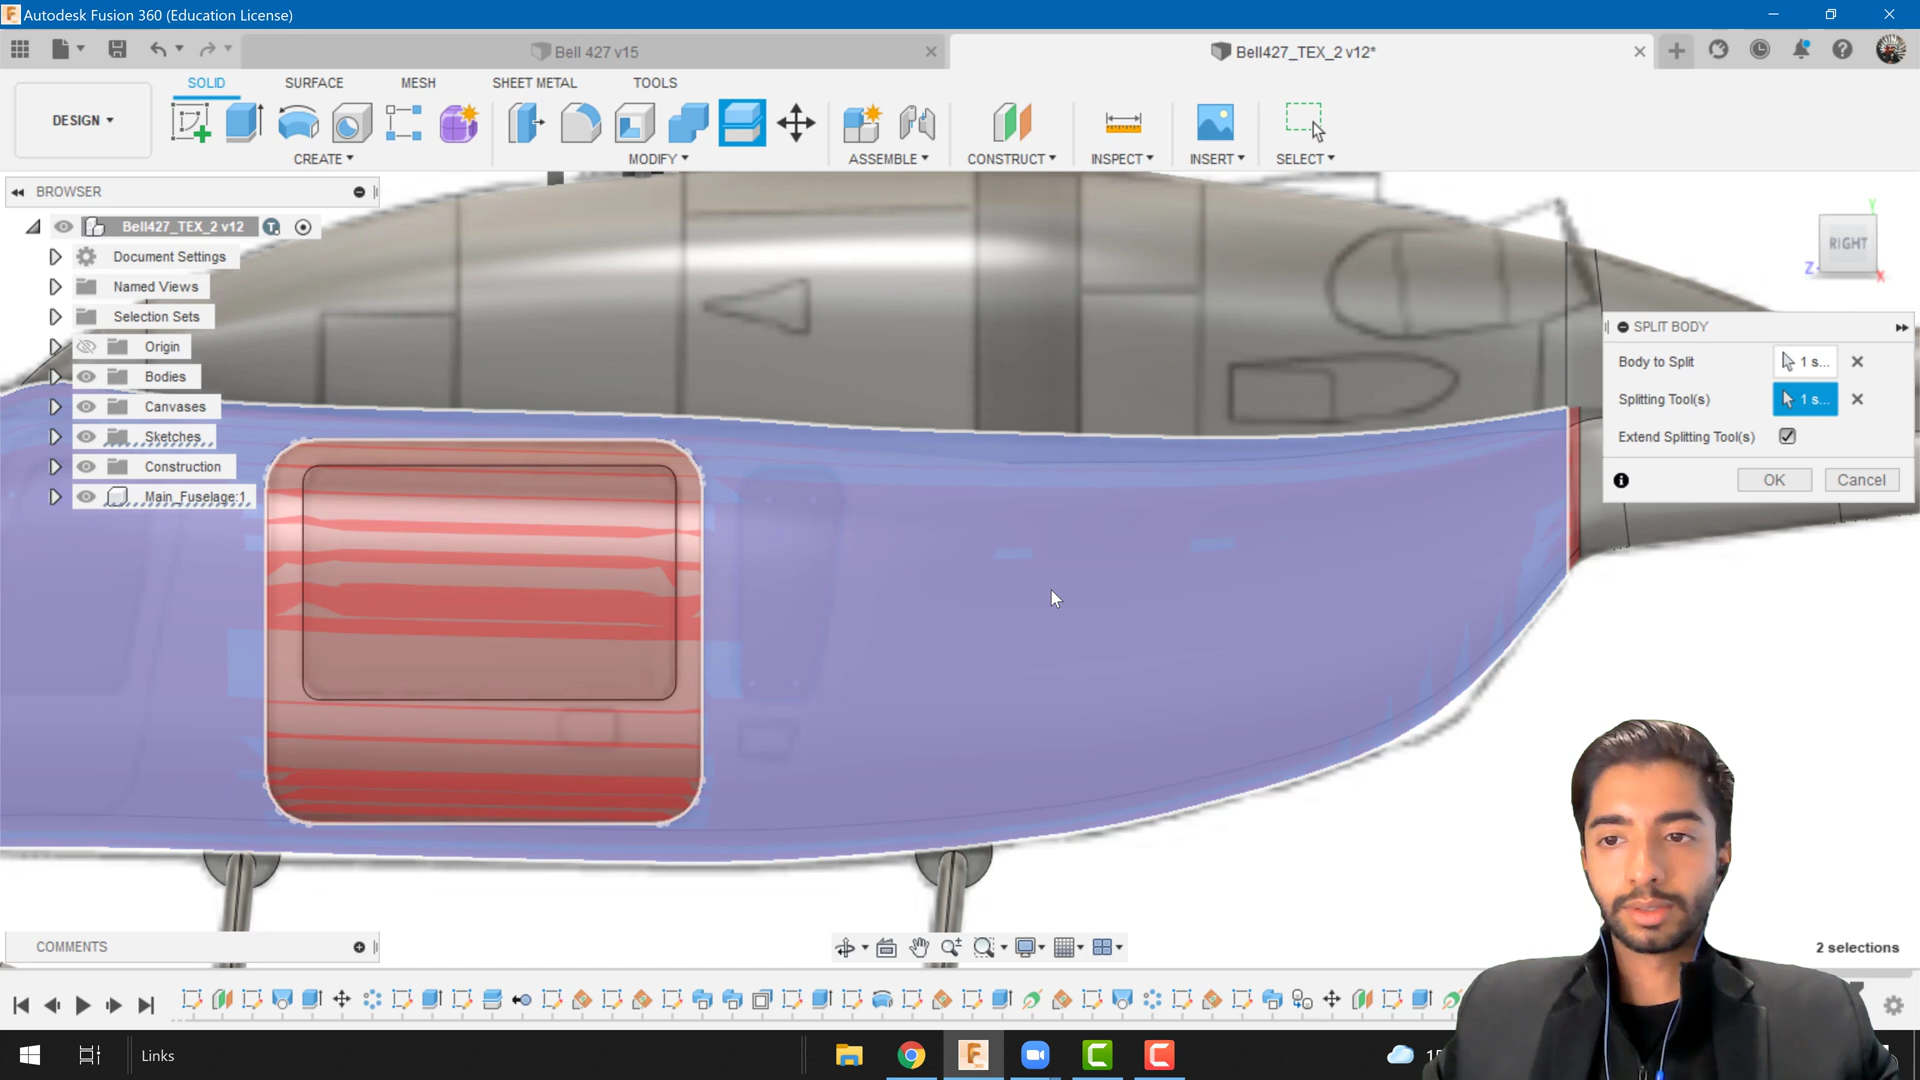 Autodesk Fusion 360 (Education License)
Bell 427 v15
Bell427_TEX_2 v12*
DESIGN
SOLID
SURFACE
MESH
SHEET METAL
TOOLS
CREATE
MODIFY
ASSEMBLE
CONSTRUCT
INSPECT
INSERT
SELECT
BROWSER
Bell427_TEX_2 v12
Document Settings
Named Views
Selection Sets
Origin
Bodies
Canvases
Sketches
Construction
Main_Fuselage:1
Y
RIGHT
Z
X
SPLIT BODY
Body to Split
1 s...
Splitting Tool(s)
1 s...
Extend Splitting Tool(s)
OK
Cancel
COMMENTS
2 selections
Links